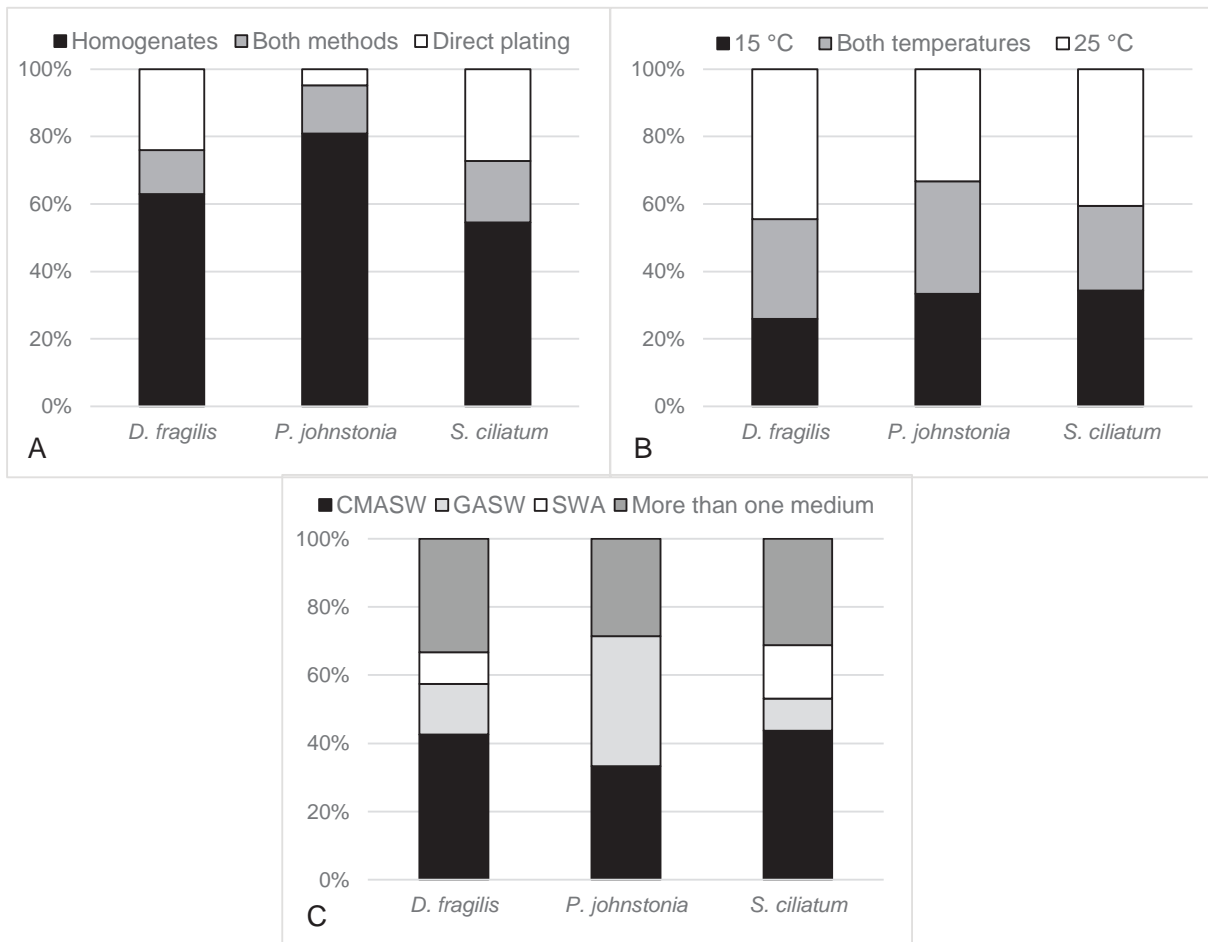 Homogenates Both methods Direct plating
100%
80%
60%
40%
20%
0%
D. fragilis P. johnstonia S. ciliatum
A
15 °C Both temperatures 25 °C
100%
80%
60%
40%
20%
0%
D. fragilis P. johnstonia S. ciliatum
B
CMASW GASW SWA More than one medium
100%
80%
60%
40%
20%
0%
D. fragilis P. johnstonia S. ciliatum
C